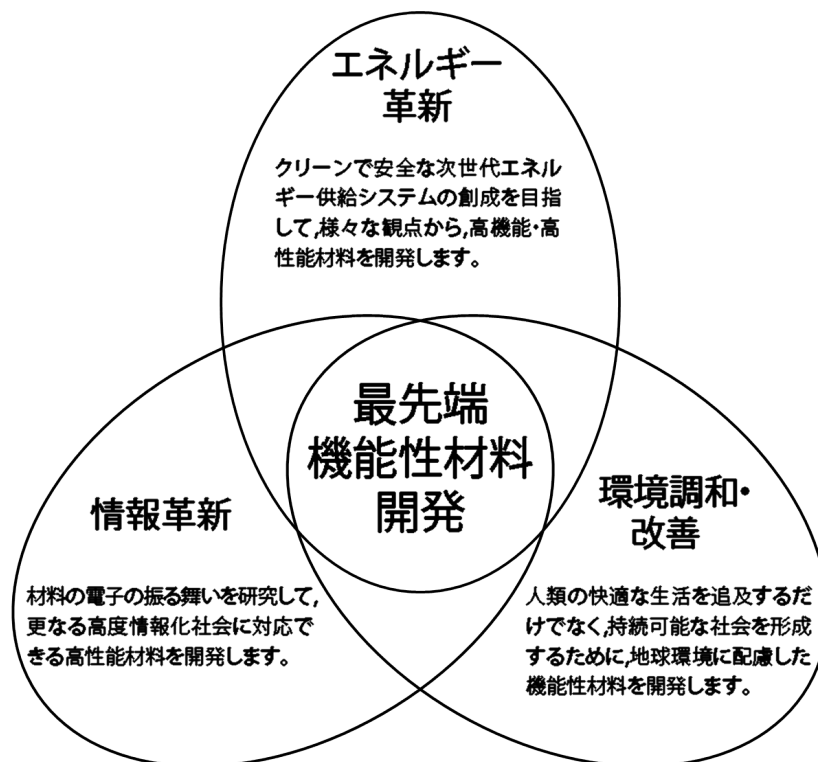 エネルギー
革新
クリーンで安全な次世代エネル
ギー供給システムの創成を目指
して,様々な観点から,高機能・高
性能材料を開発します。
最先端
機能性材料
開発
情報革新
材料の電子の振る舞いを研究して,
更なる高度情報化社会に対応で
きる高性能材料を開発します。
環境調和・
改善
人類の快適な生活を追及するだ
けでなく,持続可能な社会を形成
するために,地球環境に配慮した
機能性材料を開発します。